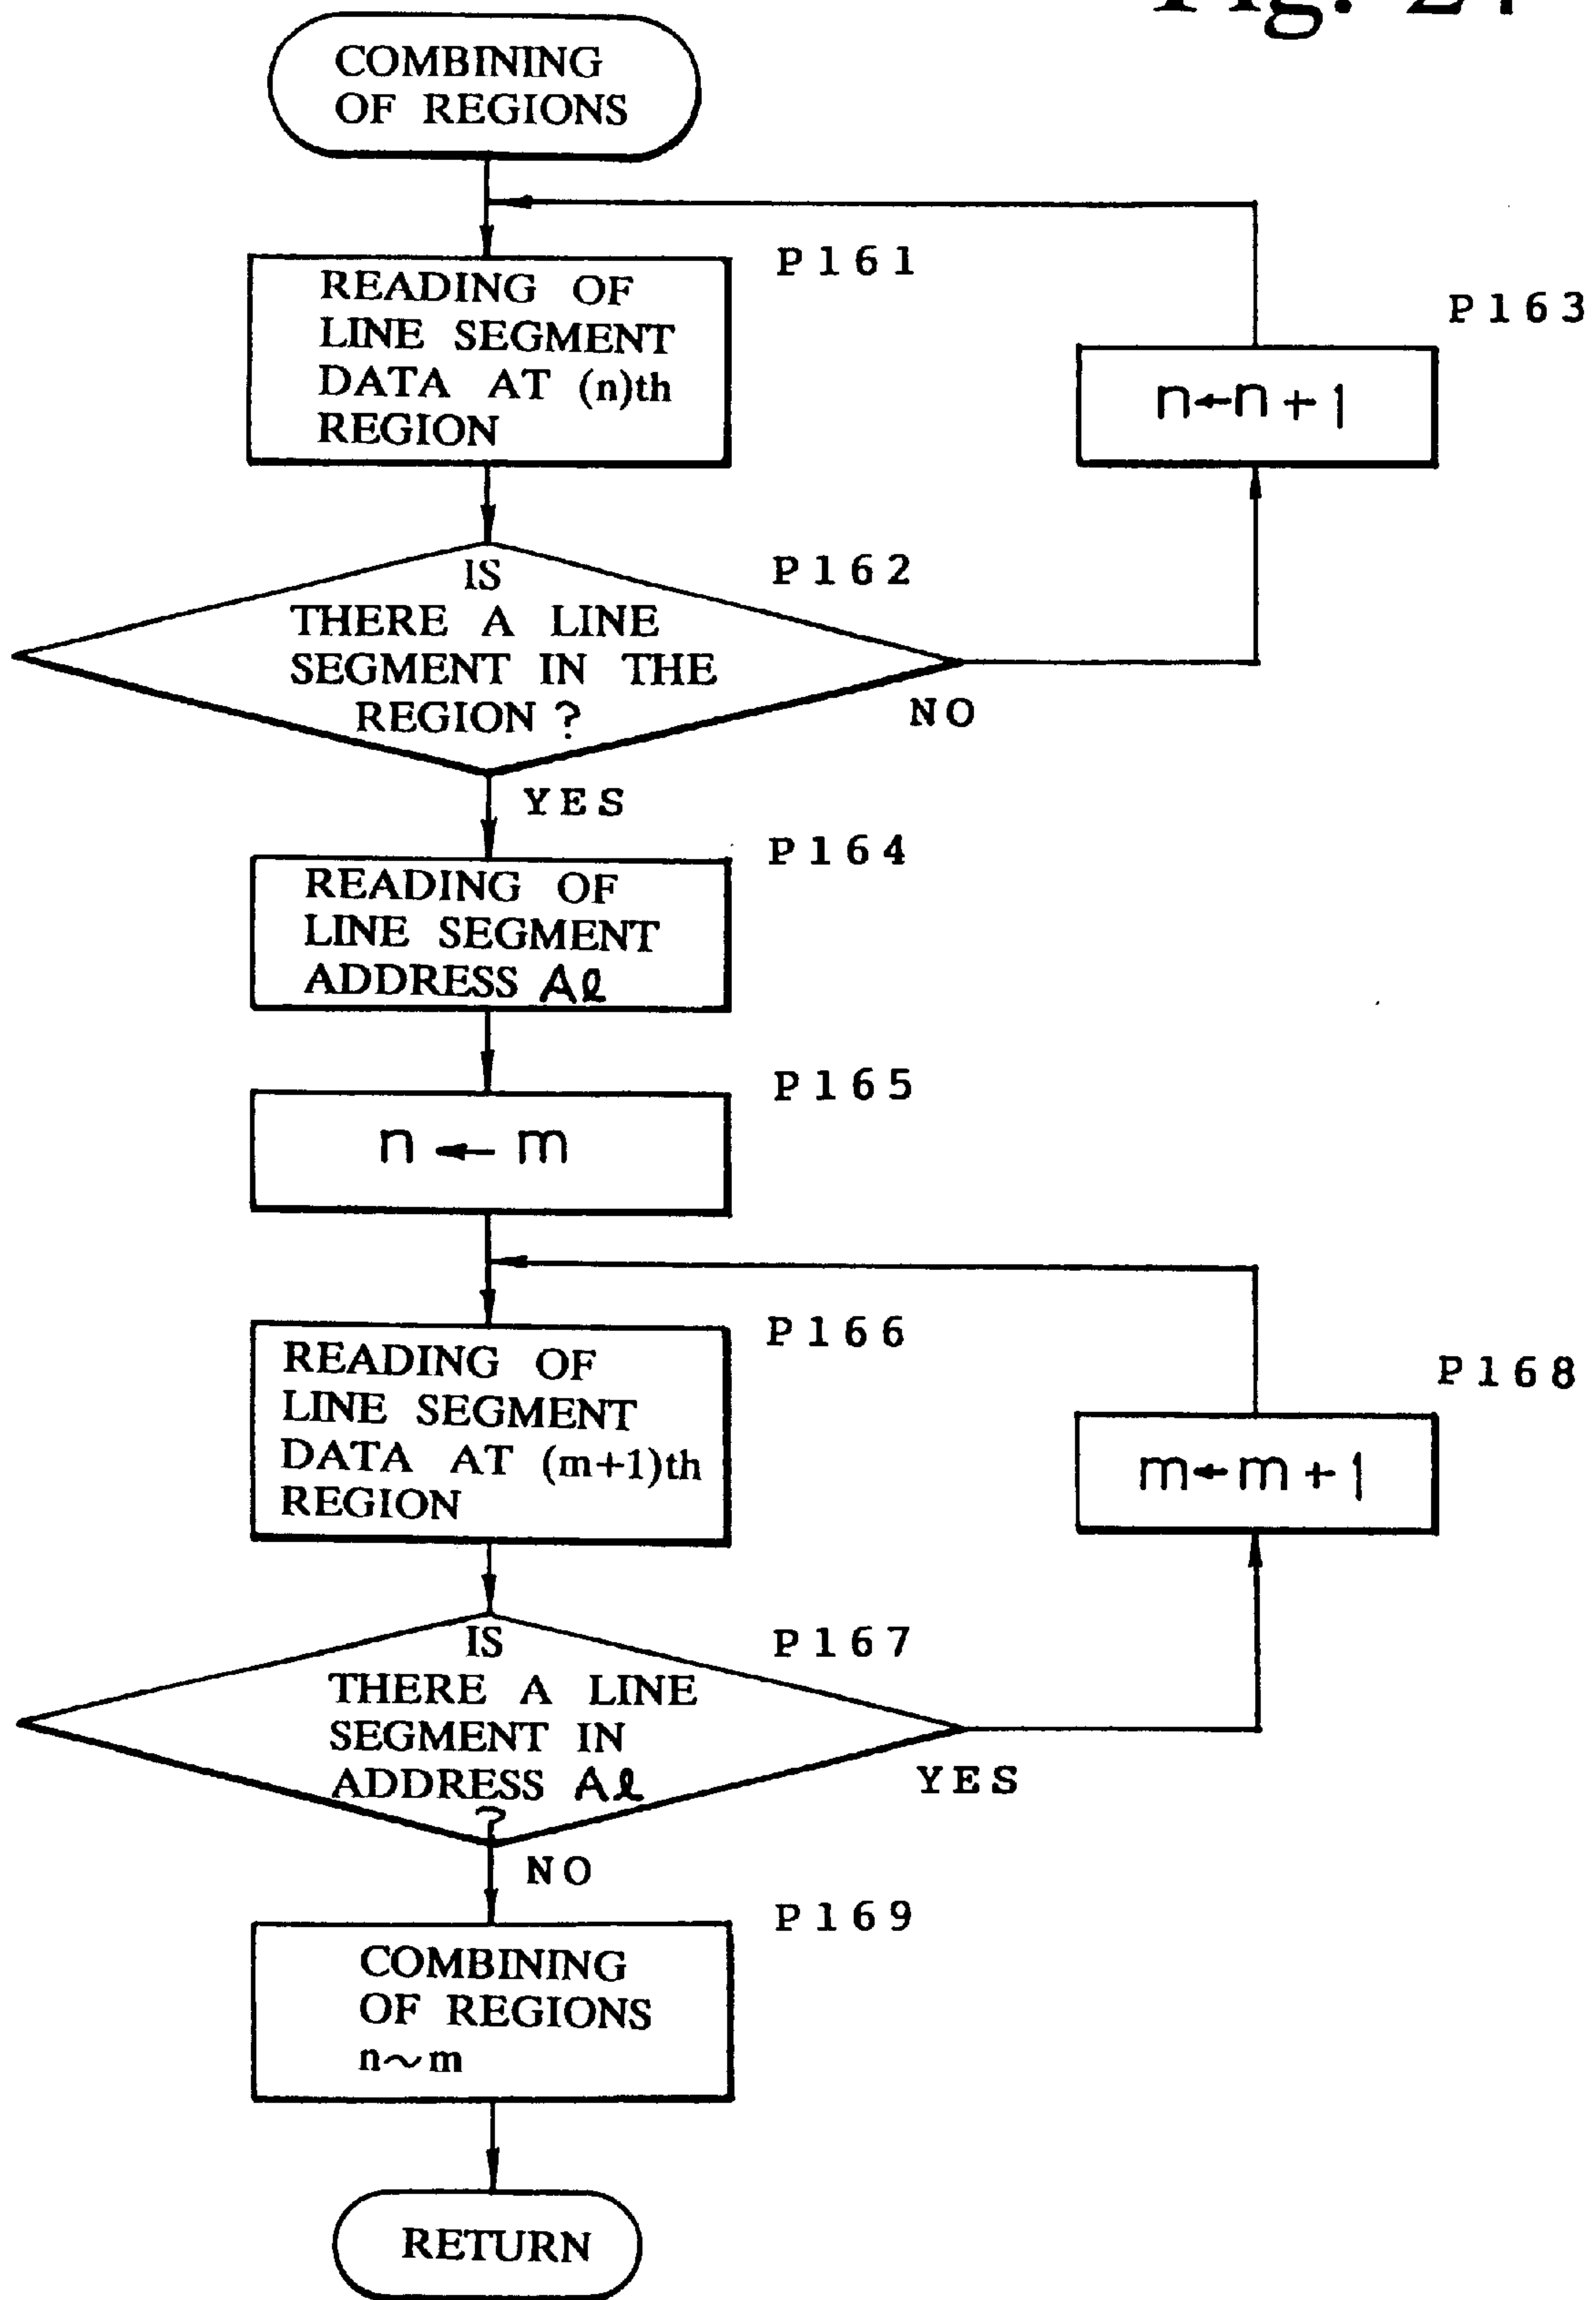 COMBINING
OF REGIONS
P161
READING OF
LINE SEGMENT
DATA AT (n)th
REGION
P163
n←n+1
P162
IS
THERE A LINE
SEGMENT IN THE
REGION ?
NO
YES
P164
READING OF
LINE SEGMENT
ADDRESS Aℓ
P165
n ← m
P166
READING OF
LINE SEGMENT
DATA AT (m+1)th
REGION
P168
m←m+1
P167
IS
THERE A LINE
SEGMENT IN
ADDRESS Aℓ
?
YES
NO
P169
COMBINING
OF REGIONS
n~m
RETURN